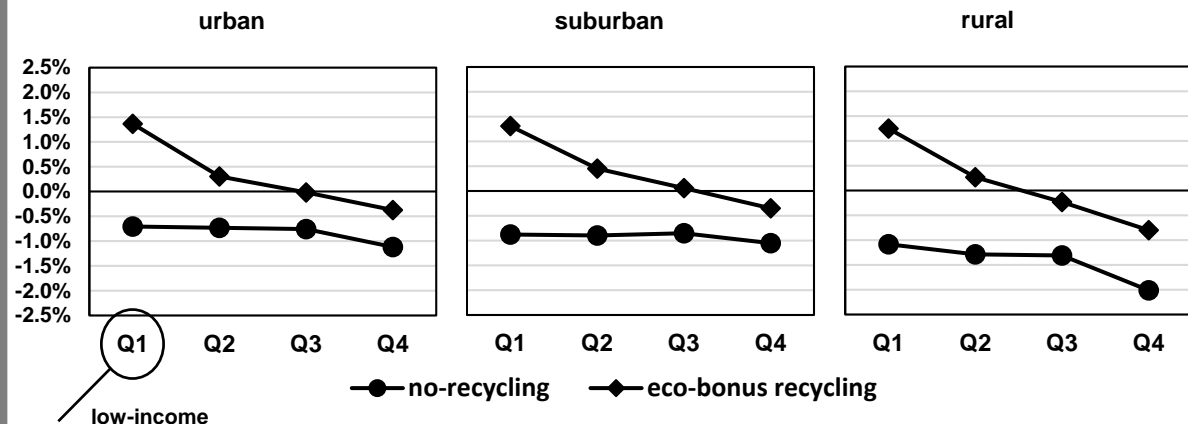 urban suburban rural
2.5%
2.0%
1.5%
1.0%
0.5%
0.0%
-0.5%
-1.0%
-1.5%
-2.0%
-2.5%
Q1 Q2 Q3 Q4 Q1 Q2 Q3 Q4 Q1 Q2 Q3 Q4
no-recycling eco-bonus recycling
low-income